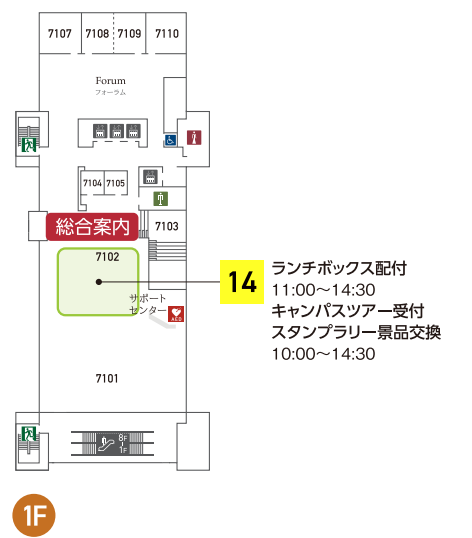 7107
7108
7109
7110
Forum
フォーラム
7104
7105
総合案内
7103
7102
14
ランチボックス配付
11:00〜14:30
キャンパスツアー受付
スタンプラリー景品交換
10:00〜14:30
サポート
センター
AED
7101
8F
1F
1F